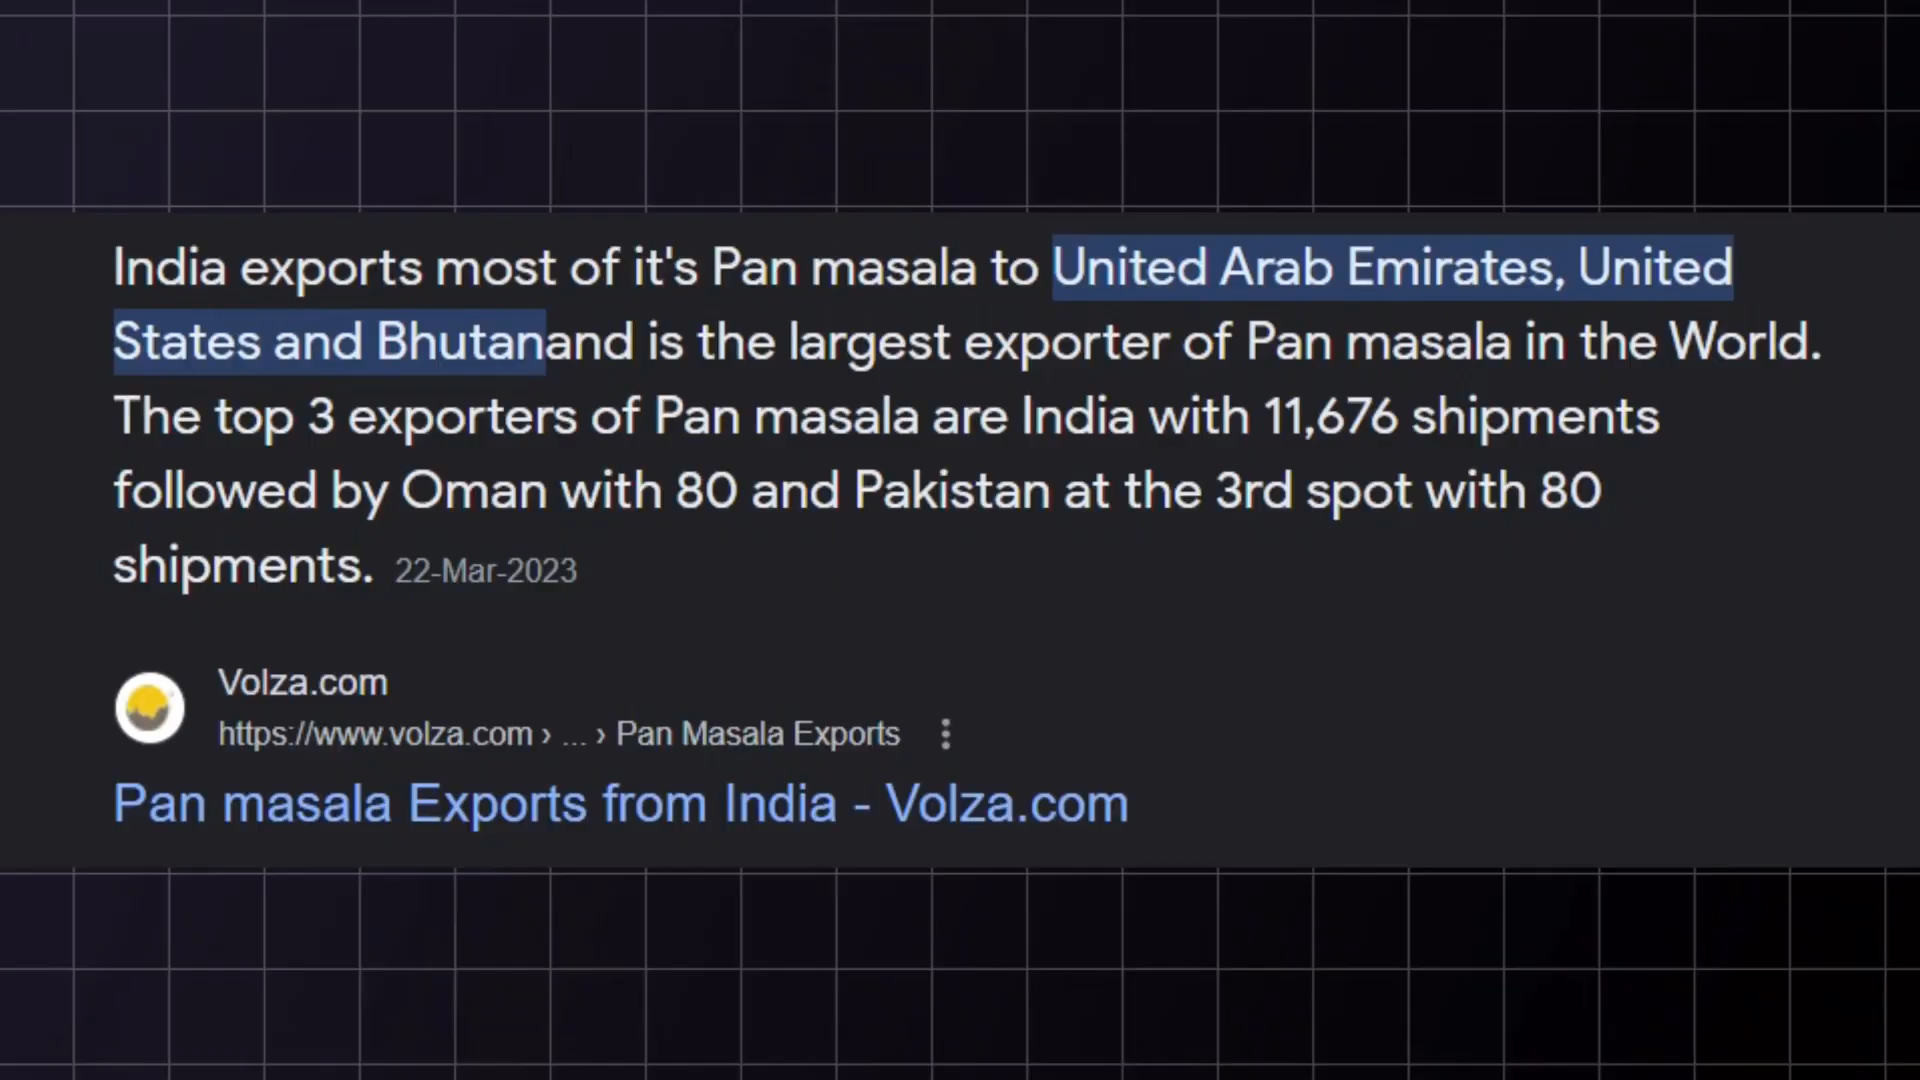 India exports most of it's Pan masala to United Arab Emirates, United
States and Bhutanand is the largest exporter of Pan masala in the World.
The top 3 exporters of Pan masala are India with 11,676 shipments
followed by Oman with 80 and Pakistan at the 3rd spot with 80
shipments. 22-Mar-2023
Volza.com
https://www.volza.com › ... › Pan Masala Exports
Pan masala Exports from India - Volza.com